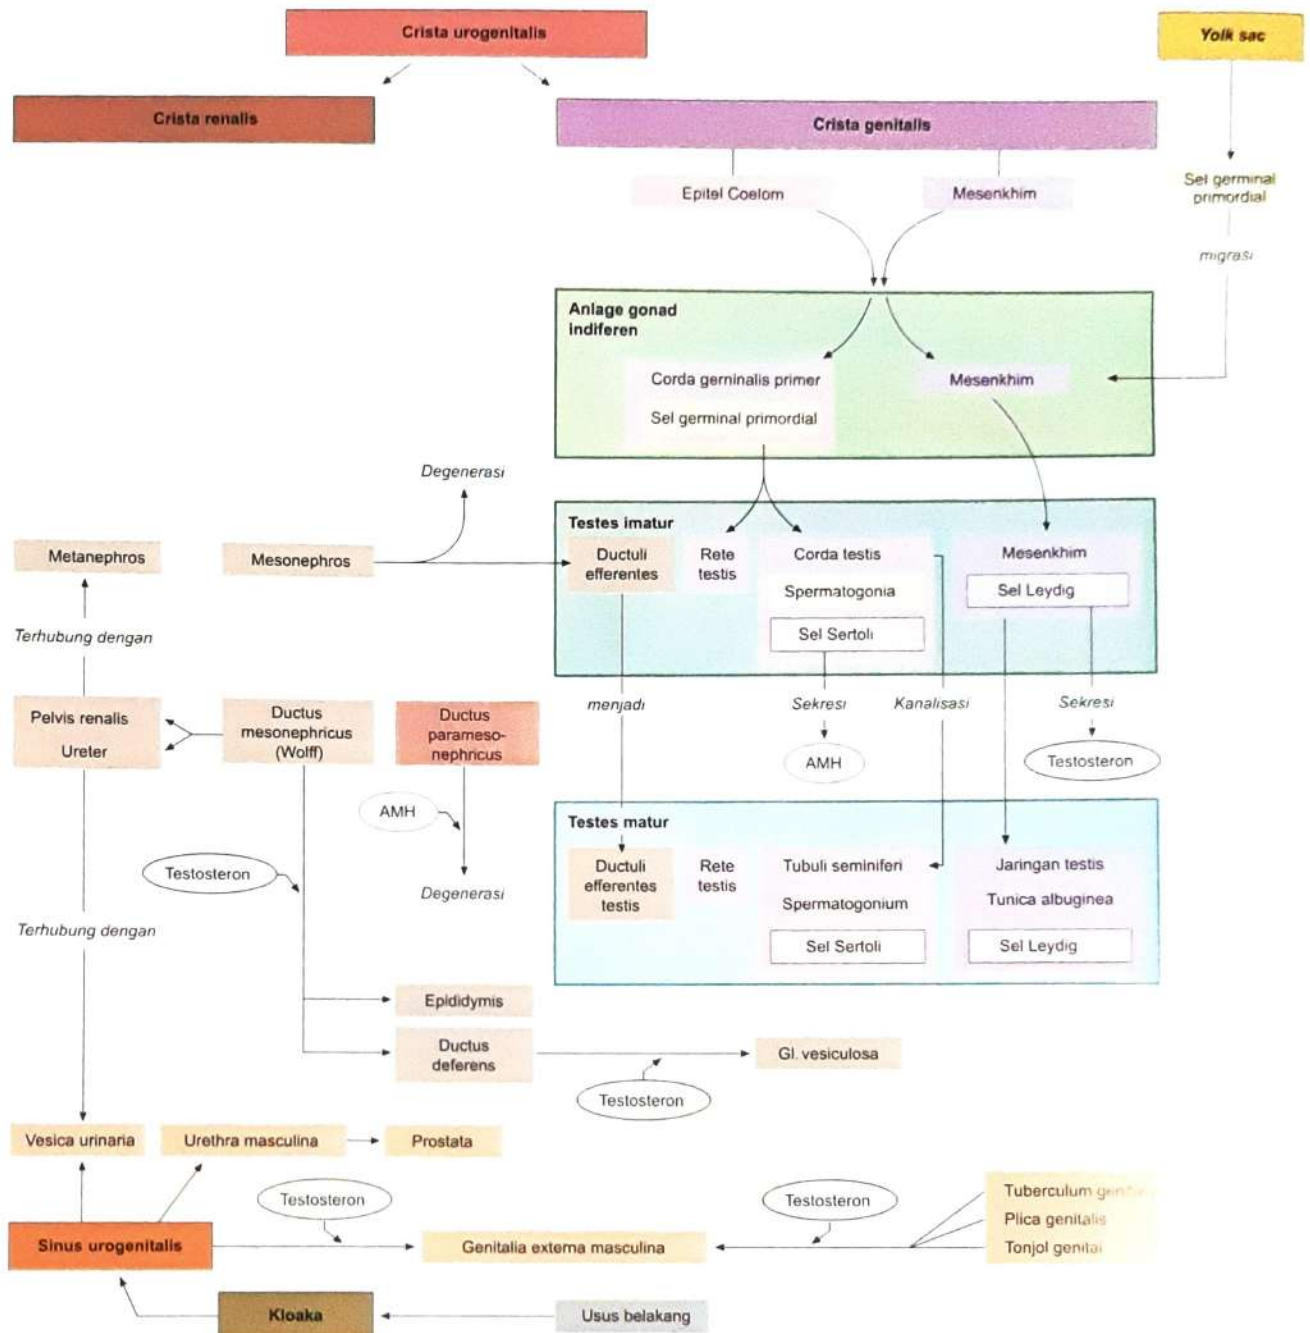 Crista urogenitalis
Yolk sac
Crista renalis
Crista genitalis
Epitel Coelom
Mesenkhim
Sel germinal
primordial
migrasi
Anlage gonad
indiferen
Corda gerninalis primer
Mesenkhim
Sel germinal primordial
Degenerasi
Testes imatur
Metanephros
Mesonephros
Ductuli
efferentes
Rete
testis
Corda testis
Spermatogonia
Sel Sertoli
Mesenkhim
Sel Leydig
Terhubung dengan
Pelvis renalis
Ureter
Ductus
mesonephricus
(Wolff)
Ductus
parameso-
nephricus
menjadi
Sekresi
Kanalisasi
Sekresi
AMH
Testosteron
AMH
Testes matur
Testosteron
Degenerasi
Ductuli
efferentes
testis
Rete
testis
Tubuli seminiferi
Spermatogonium
Sel Sertoli
Jaringan testis
Tunica albuginea
Sel Leydig
Terhubung dengan
Epididymis
Ductus
deferens
Gl. vesiculosa
Testosteron
Vesica urinaria
Urethra masculina
Prostata
Testosteron
Testosteron
Tuberculum
Plica genitalis
Tonjol genital
Sinus urogenitalis
Genitalia externa masculina
Kloaka
Usus belakang